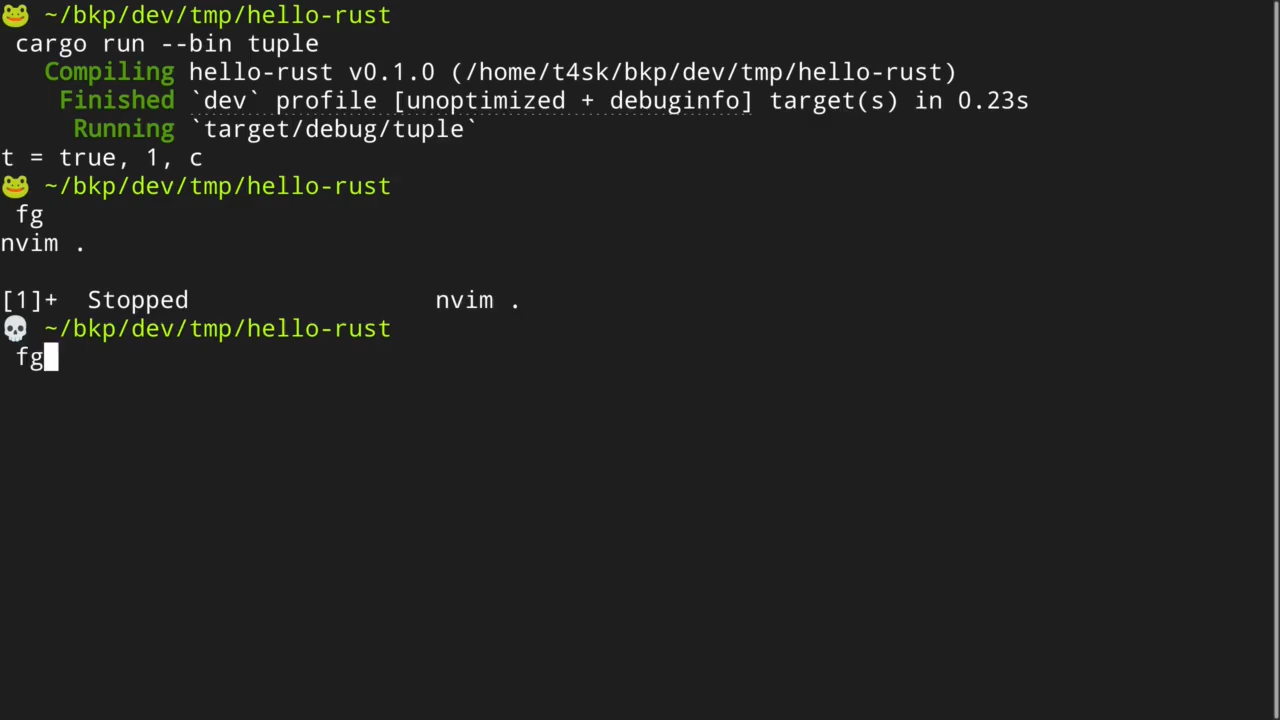 🐸 ~/bkp/dev/tmp/hello-rust
cargo run --bin tuple
Compiling hello-rust v0.1.0 (/home/t4sk/bkp/dev/tmp/hello-rust)
Finished `dev` profile [unoptimized + debuginfo] target(s) in 0.23s
Running `target/debug/tuple`
t = true, 1, c
🐸 ~/bkp/dev/tmp/hello-rust
fg
nvim .
[1]+  Stopped                 nvim .
💀 ~/bkp/dev/tmp/hello-rust
fg